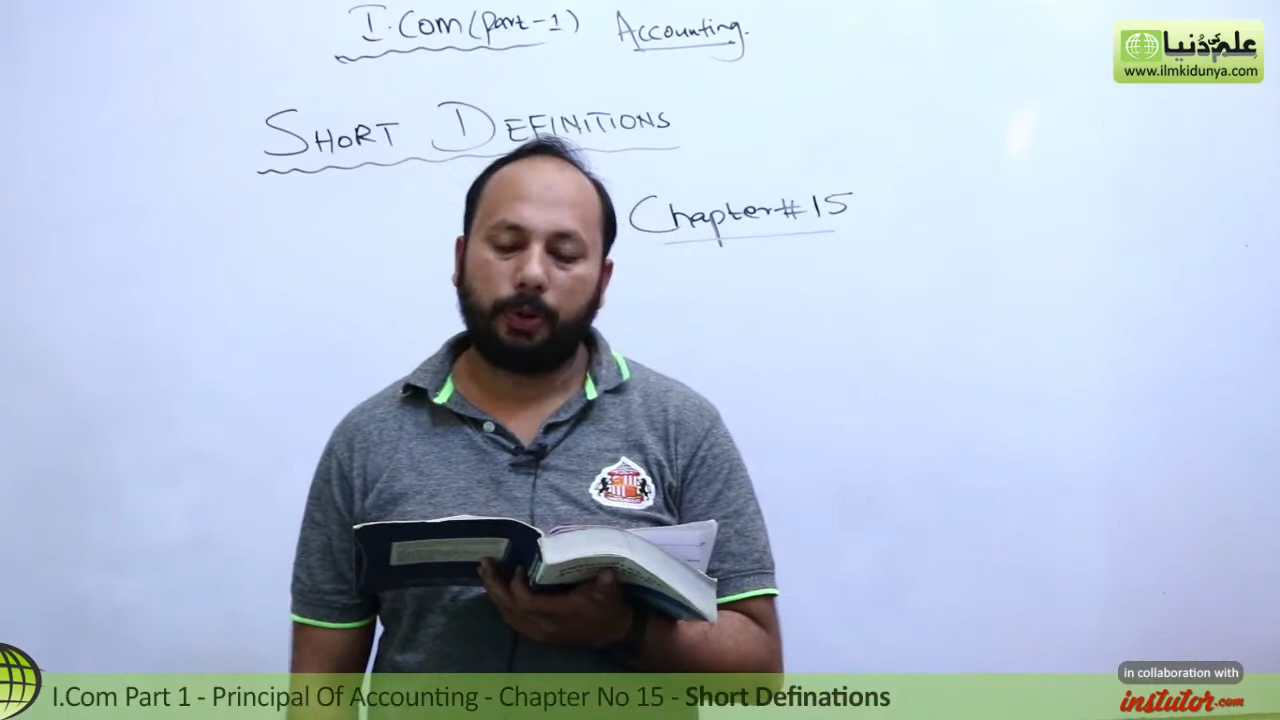 I.Com (Part-1) Accounting.
علم کی دُنیا
www.ilmkidunya.com
SHORT DEFINITIONS
Chapter # 15
in collaboration with
instutor.com
I.Com Part 1 - Principal Of Accounting - Chapter No 15 - Short Definations